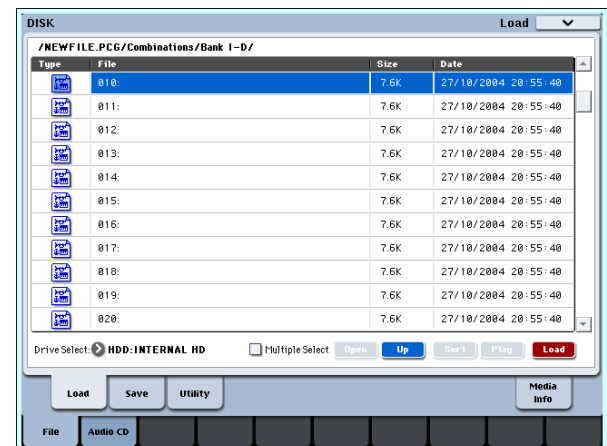 DISK Load
/NEWFILE.PCG/Combinations/Bank I-D/
Type File Size Date
010: 7.6K 27/10/2004 20:55:40
011: 7.6K 27/10/2004 20:55:40
012: 7.6K 27/10/2004 20:55:40
013: 7.6K 27/10/2004 20:55:40
014: 7.6K 27/10/2004 20:55:40
015: 7.6K 27/10/2004 20:55:40
016: 7.6K 27/10/2004 20:55:40
017: 7.6K 27/10/2004 20:55:40
018: 7.6K 27/10/2004 20:55:40
019: 7.6K 27/10/2004 20:55:40
020: 7.6K 27/10/2004 20:55:40
Drive Select: HDD:INTERNAL HD Multiple Select Open Up Sort Play Load
Load Save Utility Media Info
File Audio CD